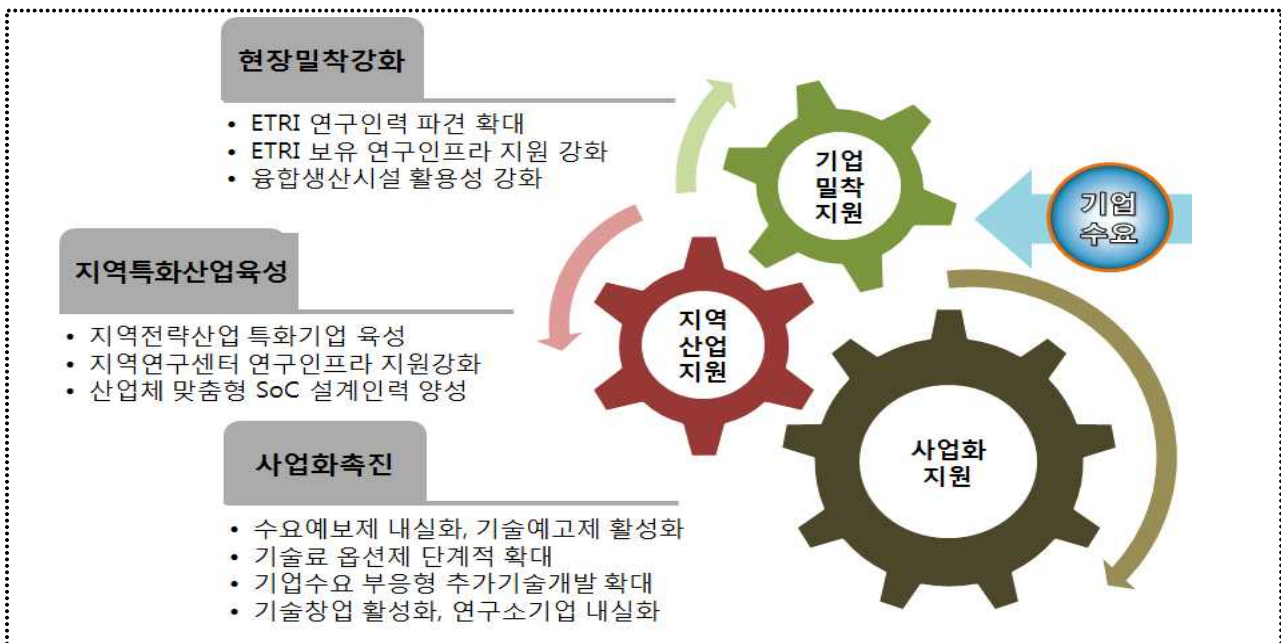 현장밀착강화
• ETRI 연구인력 파견 확대
• ETRI 보유 연구인프라 지원 강화
• 융합생산시설 활용성 강화
지역특화산업육성
• 지역전략산업 특화기업 육성
• 지역연구센터 연구인프라 지원강화
• 산업체 맞춤형 SoC 설계인력 양성
사업화촉진
• 수요예보제 내실화, 기술예고제 활성화
• 기술료 옵션제 단계적 확대
• 기업수요 부응형 추가기술개발 확대
• 기술창업 활성화, 연구소기업 내실화
기업
밀착
지원
기업
수요
지역
산업
지원
사업화
지원